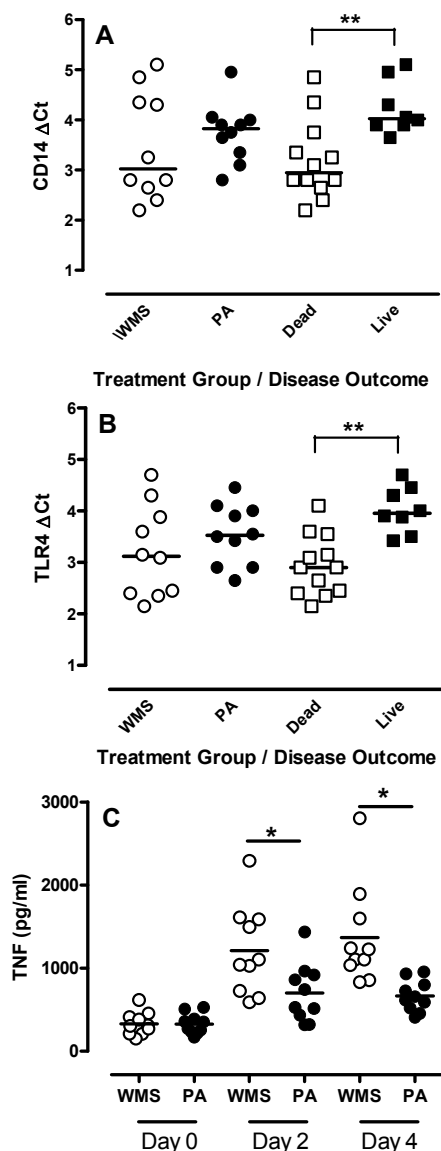 A
**
6
5
4
3
2
1
CD14 ΔCt
\WMS PA Dead Live
Treatment Group / Disease Outcome
B
**
6
5
4
3
2
1
TLR4 ΔCt
WMS PA Dead Live
Treatment Group / Disease Outcome
C
*
*
3000
2000
1000
0
TNF (pg/ml)
WMS PA WMS PA WMS PA
Day 0 Day 2 Day 4